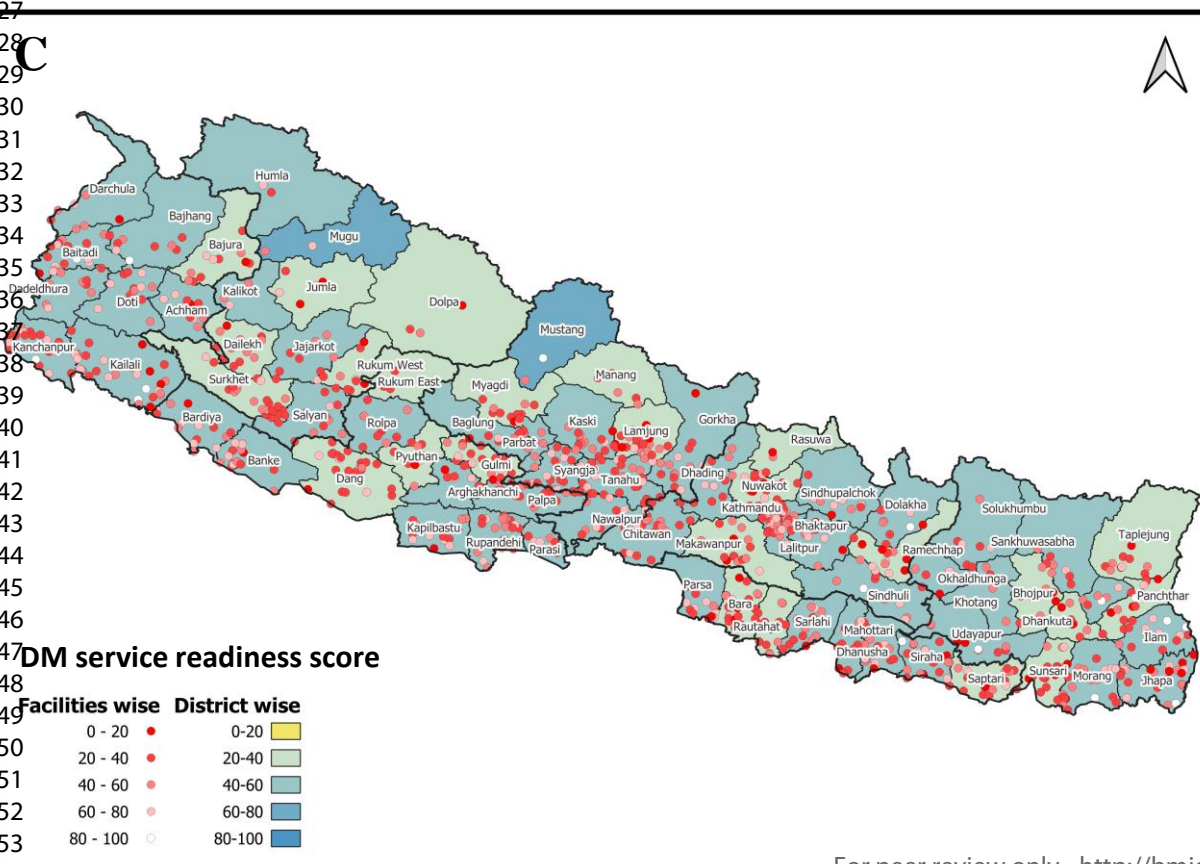 27
28
C
29
30
31
32
33
34
35
36
37
38
39
40
41
42
43
44
45
46
47
48
49
50
51
52
53
Humla
Darchula
Bajhang
Mugu
Bajura
Baitadi
Dadeldhura
Doti
Achham
Kalikot
Jumla
Dolpa
Mustang
Kanchanpur
Kailali
Dailekh
Jajarkot
Rukum West
Rukum East
Surkhet
Myagdi
Manang
Bardiya
Salyan
Rolpa
Baglung
Kaski
Lamjung
Gorkha
Parbat
Rasuwa
Banke
Dang
Pyuthan
Gulmi
Syangja
Tanahu
Dhading
Nuwakot
Sindhupalchok
Arghakhanchi
Palpa
Kathmandu
Dolakha
Solukhumbu
Kapilbastu
Nawalpur
Chitawan
Bhaktapur
Rupandehi
Parasi
Makawanpur
Lalitpur
Ramechhap
Sankhuwasabha
Taplejung
Parsa
Sindhuli
Okhaldhunga
Khotang
Bhojpur
Panchthar
Bara
Rautahat
Sarlahi
Mahottari
Dhankuta
Udayapur
Ilam
Dhanusha
Siraha
Saptari
Sunsari
Morang
Jhapa
DM service readiness score
Facilities wise District wise
0 - 20 0-20
20 - 40 20-40
40 - 60 40-60
60 - 80 60-80
80 - 100 80-100